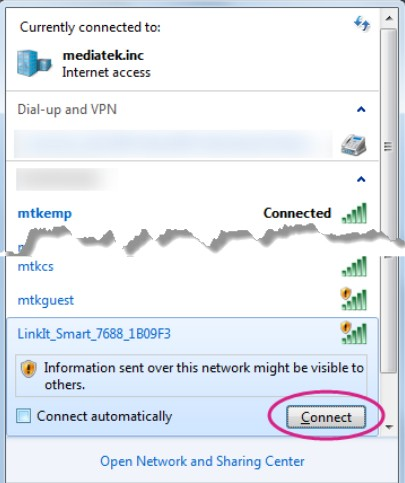 Currently connected to:
mediatek.inc
Internet access
Dial-up and VPN
mtkemp Connected
mtkcs
mtkguest
LinkIt_Smart_7688_1B09F3
Information sent over this network might be visible to
others.
Connect automatically
Connect
Open Network and Sharing Center